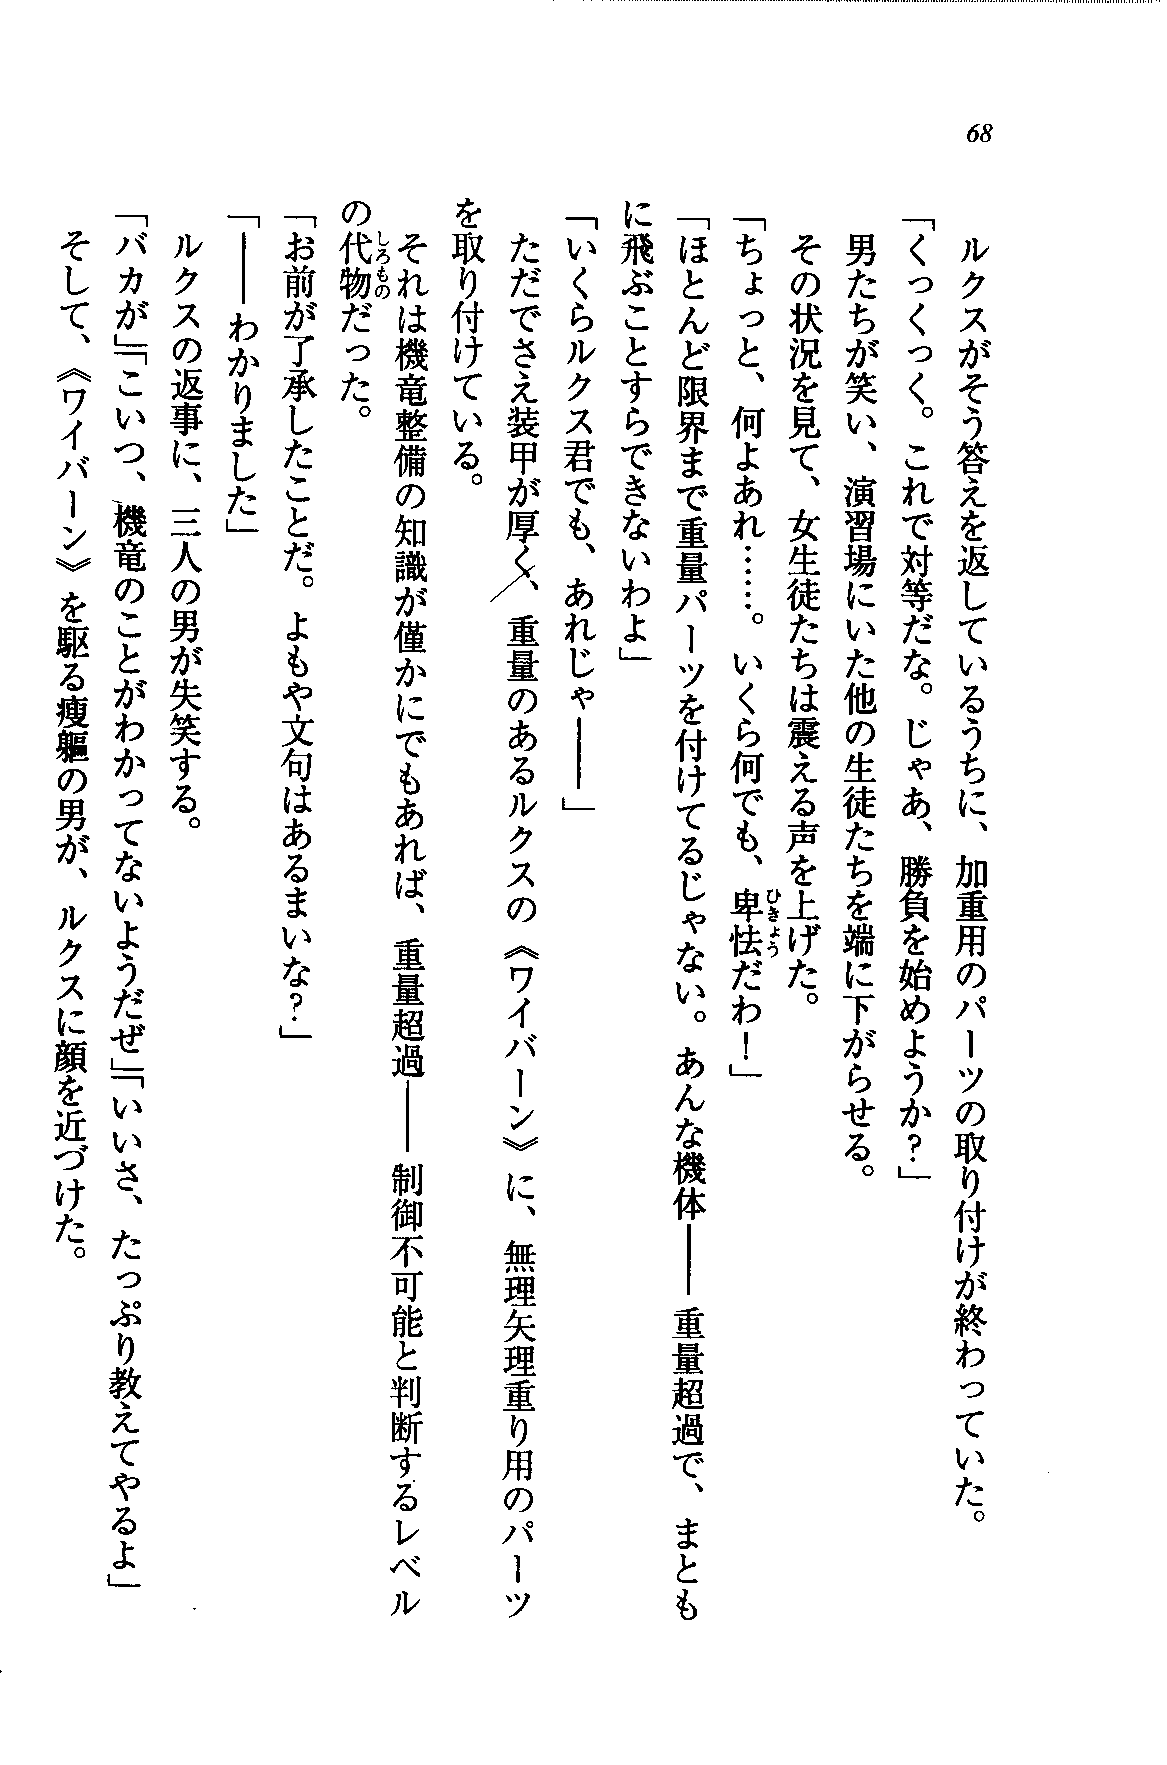 68
　ルクスがそう答えを返しているうちに、加重用のパーツの取り付けが終わっていた。
「くっくっく。これで対等だな。じゃあ、勝負を始めようか？」
　男たちが笑い、演習場にいた他の生徒たちを端に下がらせる。
　その状況を見て、女生徒たちは震える声を上げた。
「ちょっと、何よあれ……。いくら何でも、卑怯だわ！」
「ほとんど限界まで重量パーツを付けてるじゃない。あんな機体――重量超過で、まとも
に飛ぶことすらできないわよ」
「いくらルクス君でも、あれじゃ――」
　ただでさえ装甲が厚く、重量のあるルクスの《ワイバーン》に、無理矢理重り用のパーツ
を取り付けている。
　それは機竜整備の知識が僅かにでもあれば、重量超過――制御不可能と判断するレベル
の代物だった。
「お前が了承したことだ。よもや文句はあるまいな？」
「――わかりました」
　ルクスの返事に、三人の男が失笑する。
「バカが」「こいつ、機竜のことがわかってないようだぜ」「いいさ、たっぷり教えてやるよ」
　そして、《ワイバーン》を駆る痩躯の男が、ルクスに顔を近づけた。